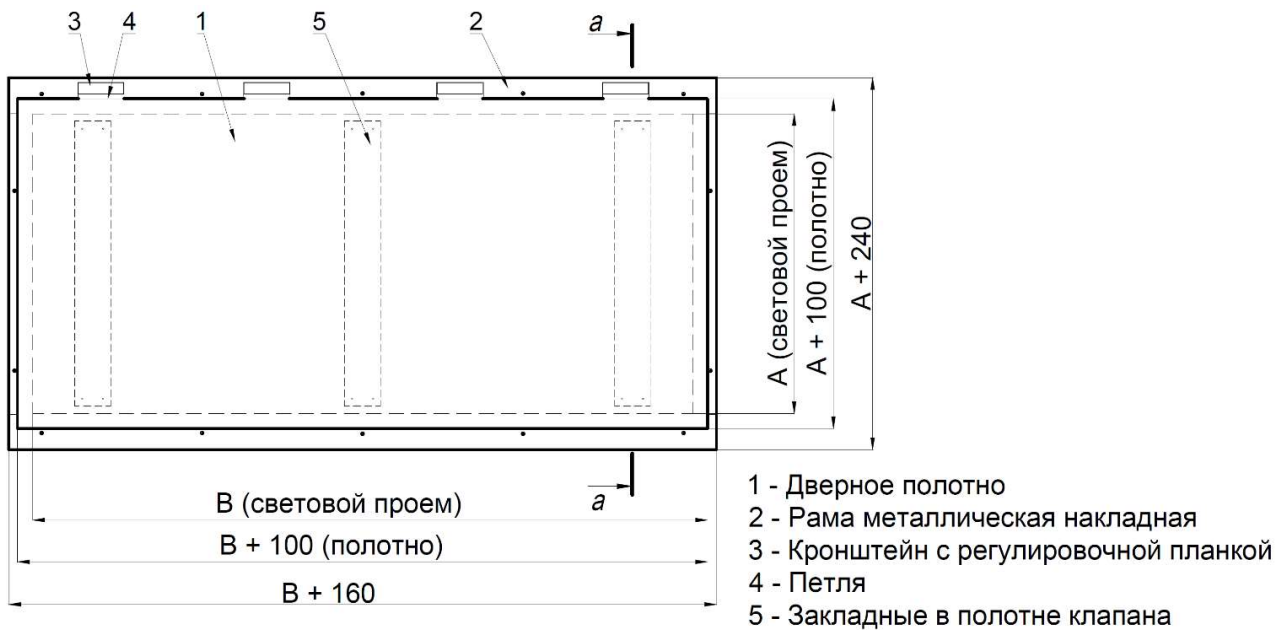 3 4 1 5 2 а
А (световой проем)
А + 100 (полотно)
А + 240
В (световой проем)
В + 100 (полотно)
В + 160
а
1 - Дверное полотно
2 - Рама металлическая накладная
3 - Кронштейн с регулировочной планкой
4 - Петля
5 - Закладные в полотне клапана